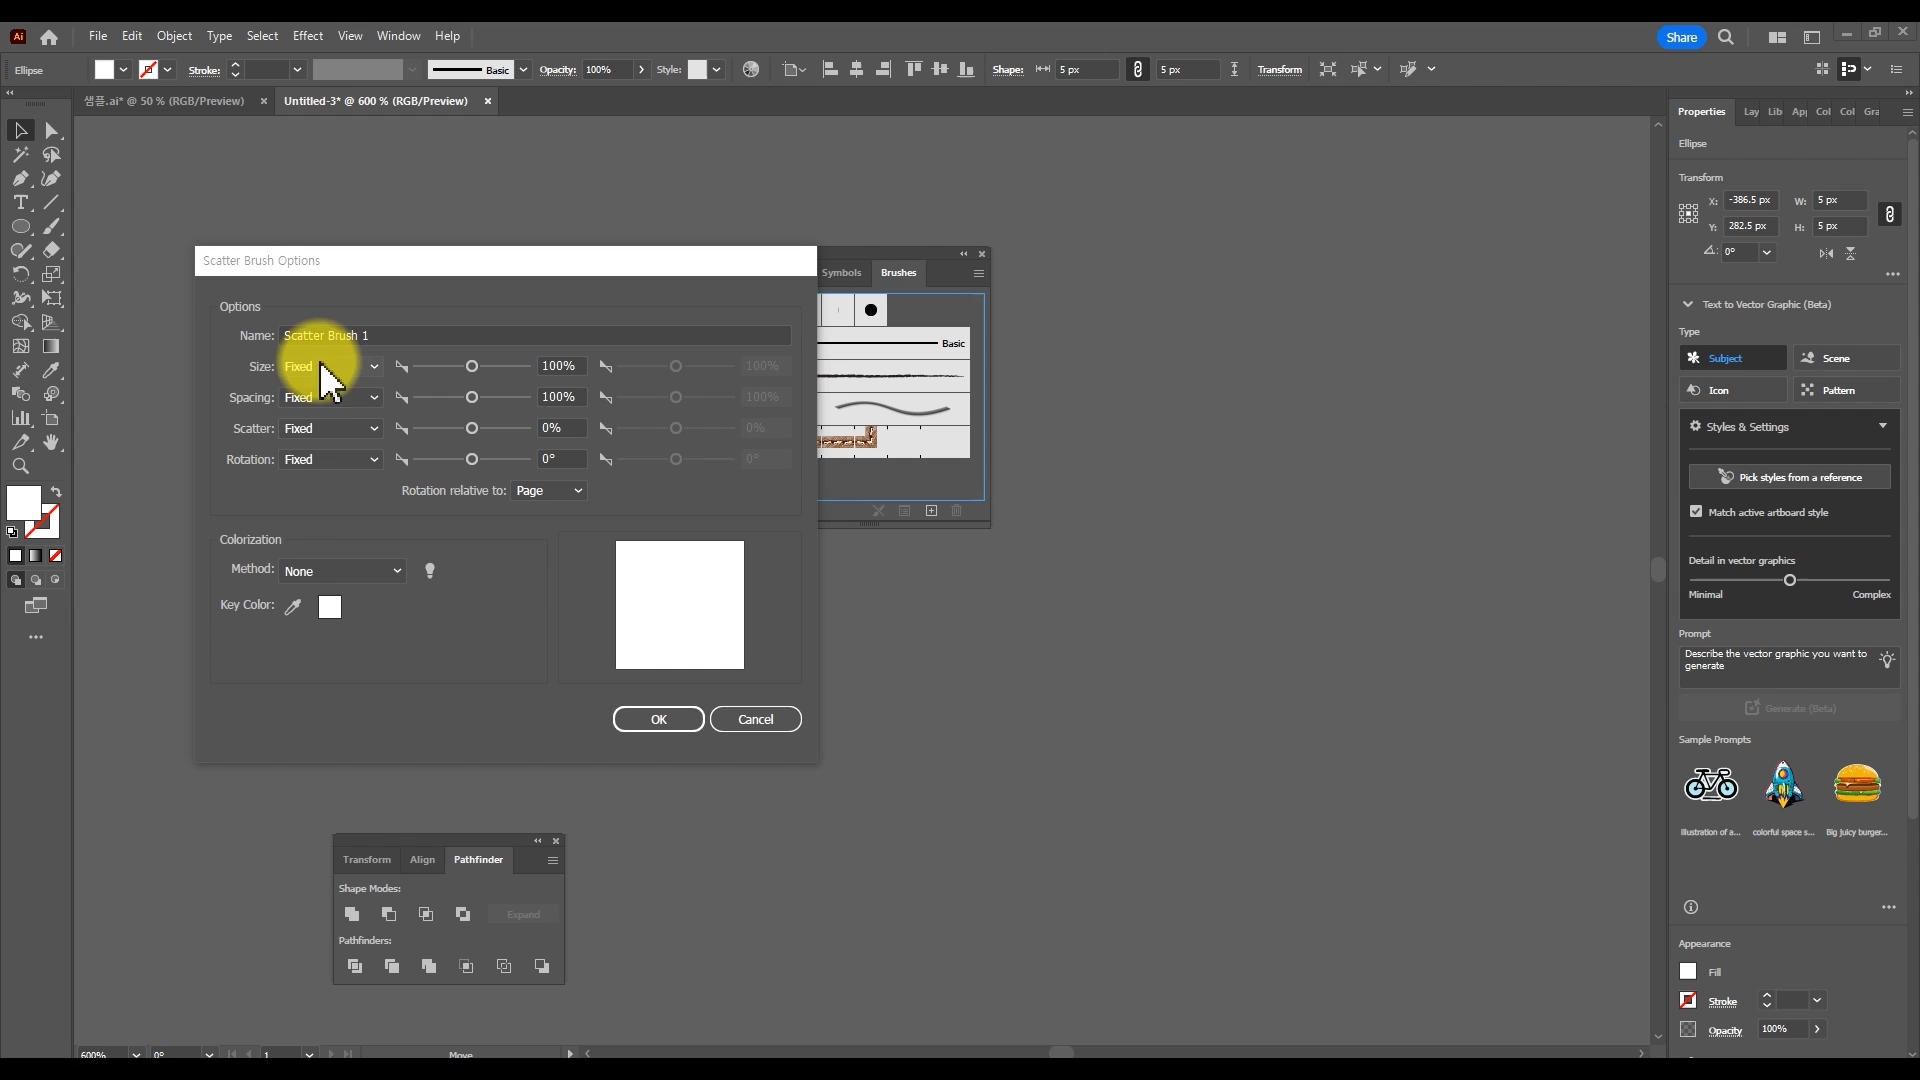 Ai File Edit Object Type Select Effect View Window Help Share
Ellipse Stroke: Basic Opacity: 100% Style: Shape: 5 px 5 px Transform
샘플.ai* @ 50 % (RGB/Preview) Untitled-3* @ 600 % (RGB/Preview)
Scatter Brush Options
Options
Name: Scatter Brush 1
Size: Fixed 100% 100%
Spacing: Fixed 100% 100%
Scatter: Fixed 0% 0%
Rotation: Fixed 0° 0°
Rotation relative to: Page
Colorization
Method: None
Key Color:
OK Cancel
Symbols Brushes
Basic
Transform Align Pathfinder
Shape Modes:
Expand
Pathfinders:
600% 0° 1 Move
Properties Lay Lib Ap Col Col Gra
Ellipse
Transform
X: -386.5 px W: 5 px
Y: 282.5 px H: 5 px
0°
Text to Vector Graphic (Beta)
Type
Subject Scene
Icon Pattern
Styles & Settings
Pick styles from a reference
Match active artboard style
Detail in vector graphics
Minimal Complex
Prompt
Describe the vector graphic you want to
generate
Generate (Beta)
Sample Prompts
Illustration of a... colorful space s... Big juicy burger...
Appearance
Fill
Stroke
Opacity 100%